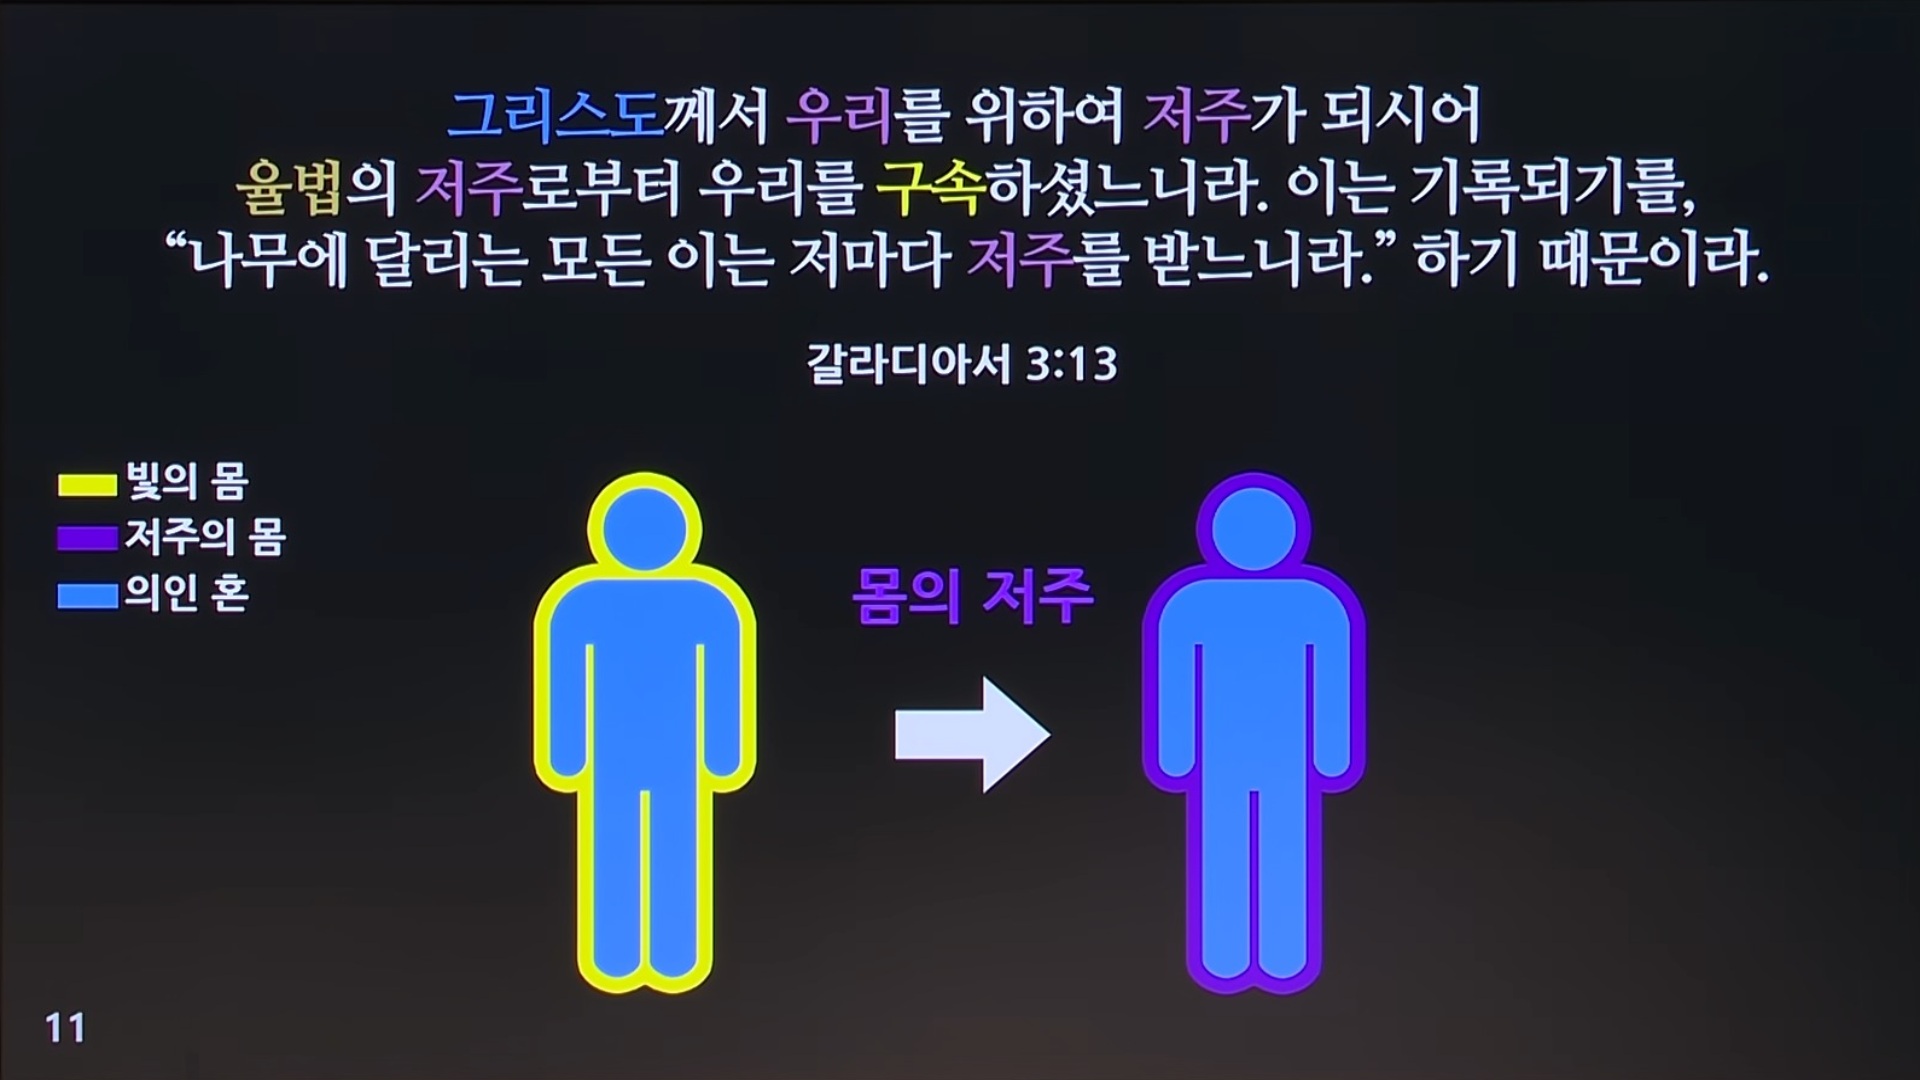 그리스도께서 우리를 위하여 저주가 되시어
율법의 저주로부터 우리를 구속하셨느니라. 이는 기록되기를,
“나무에 달리는 모든 이는 저마다 저주를 받느니라.” 하기 때문이라.
갈라디아서 3:13
빛의 몸
저주의 몸
의인 혼
몸의 저주
11